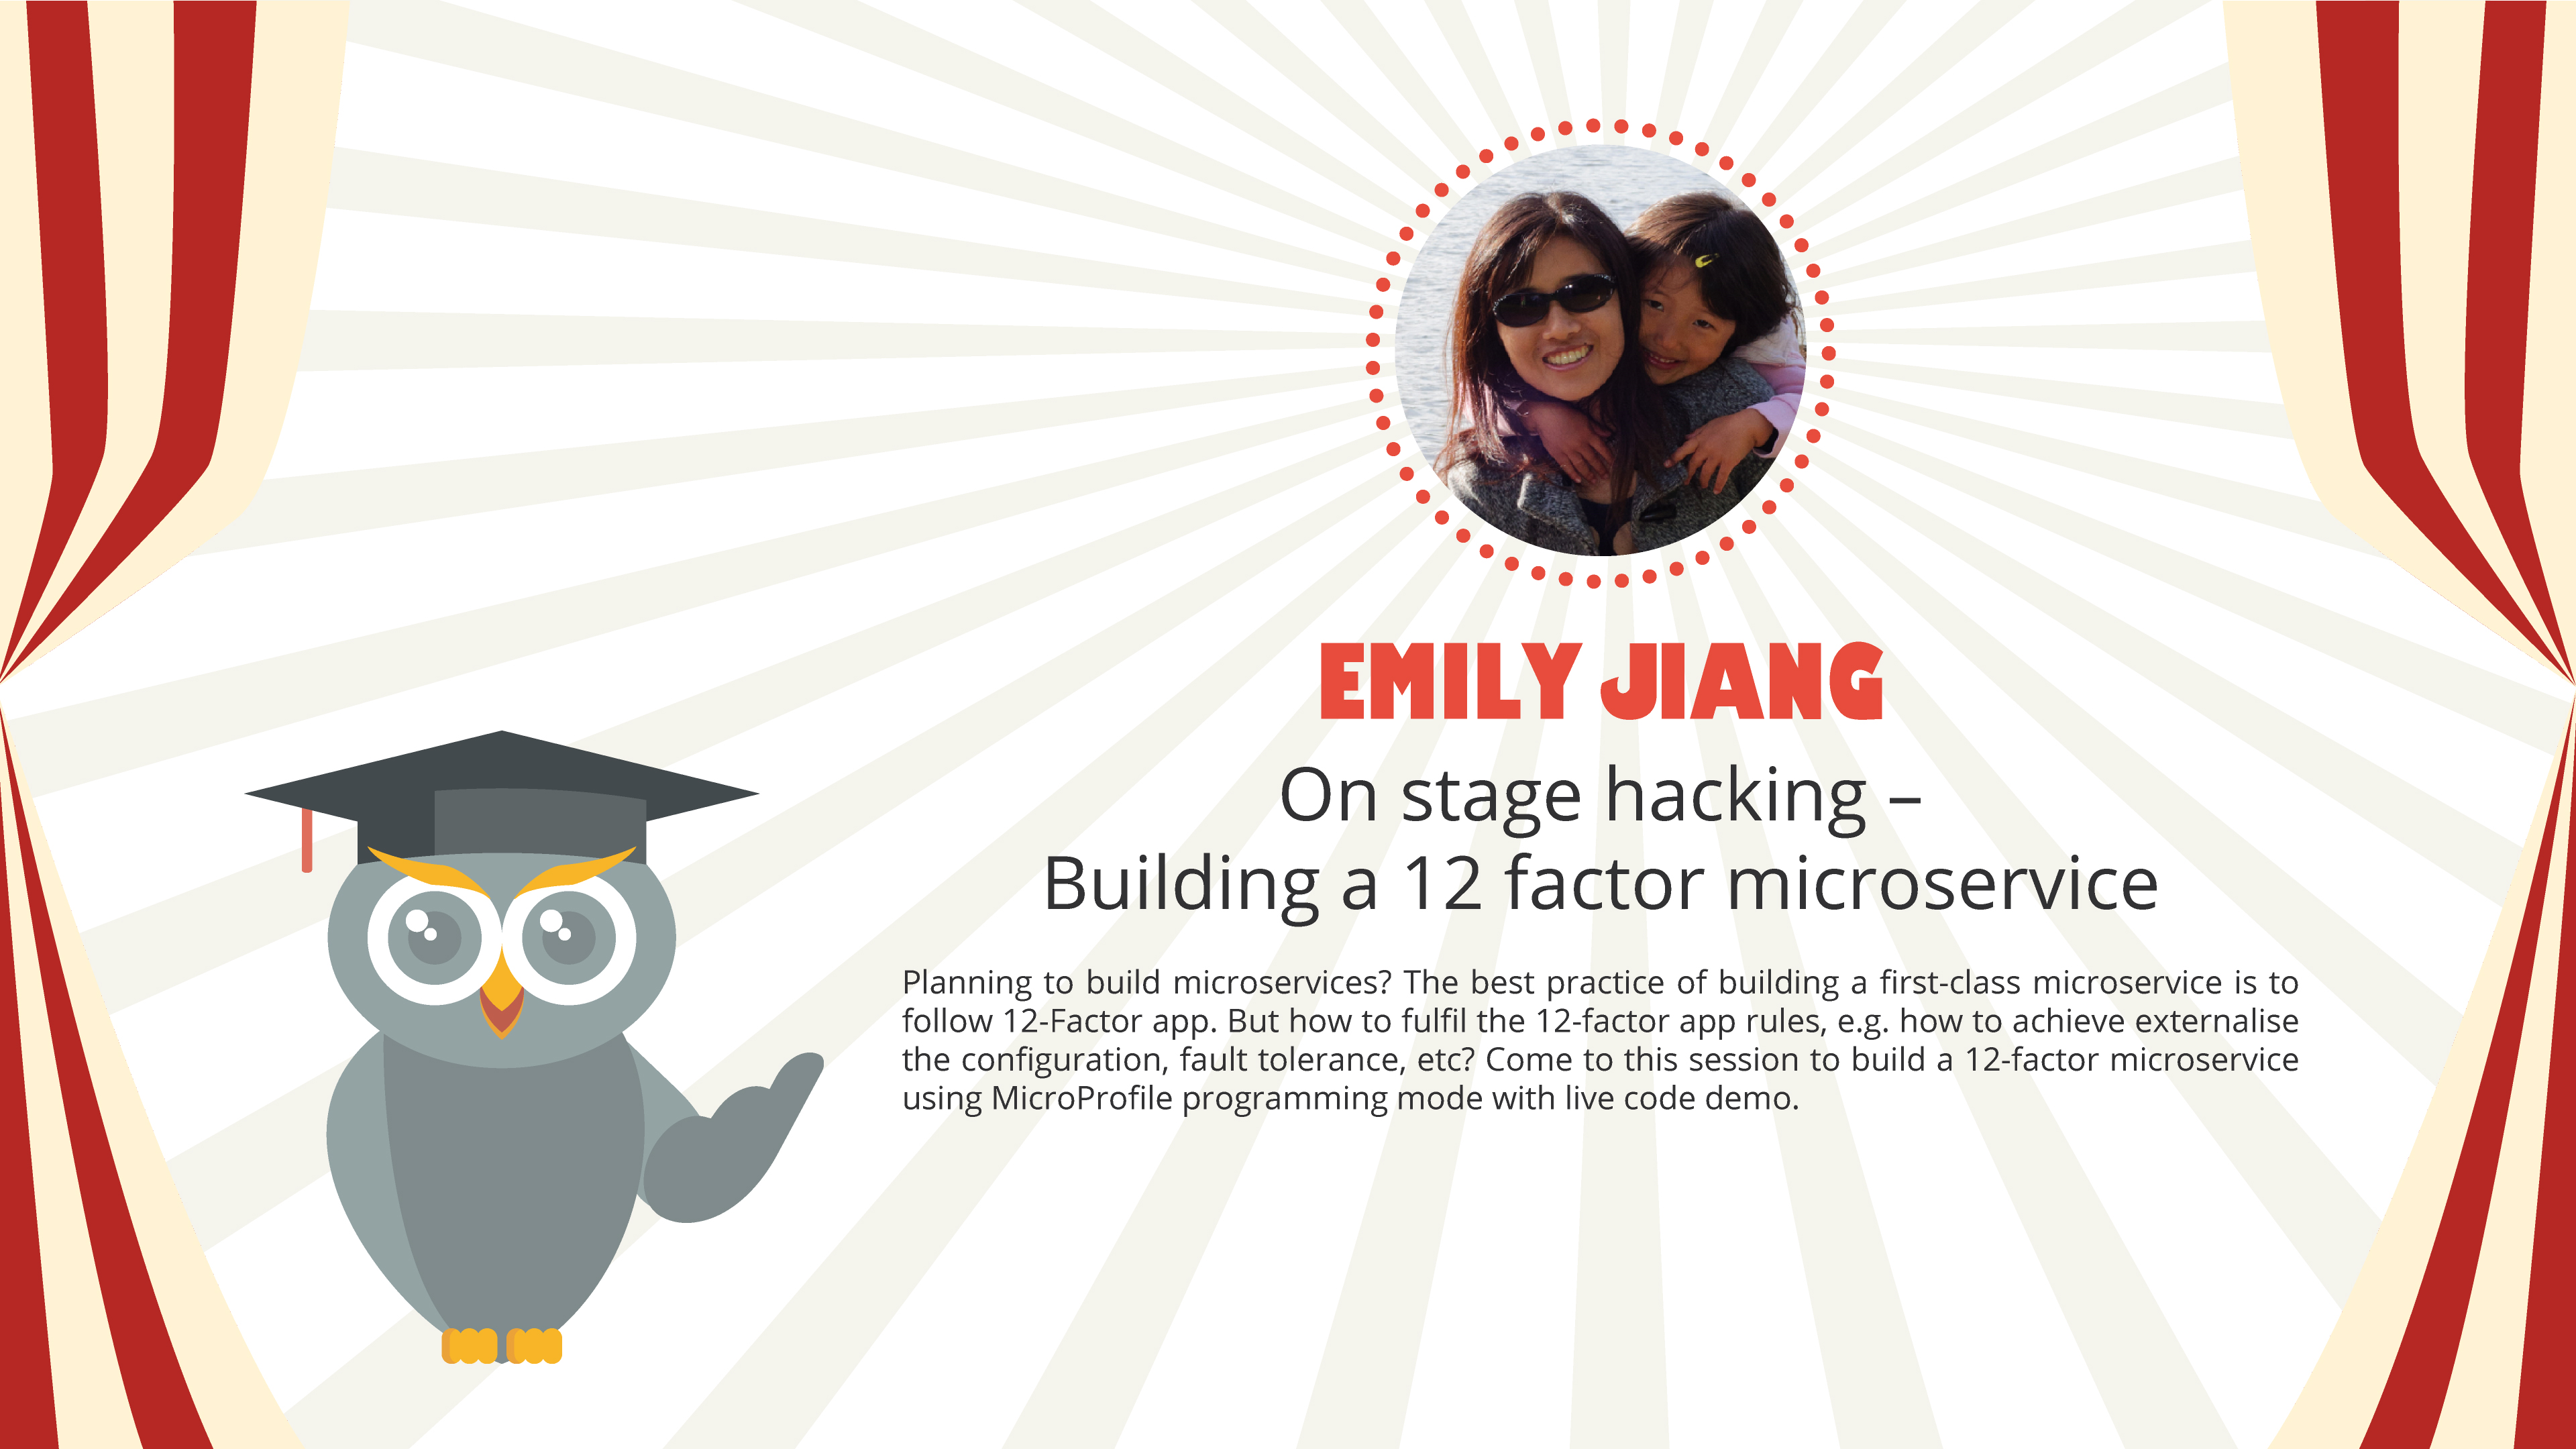 EMILY JIANG
On stage hacking –
Building a 12 factor microservice
Planning to build microservices? The best practice of building a first-class microservice is to
follow 12-Factor app. But how to fulfil the 12-factor app rules, e.g. how to achieve externalise
the configuration, fault tolerance, etc? Come to this session to build a 12-factor microservice
using MicroProfile programming mode with live code demo.